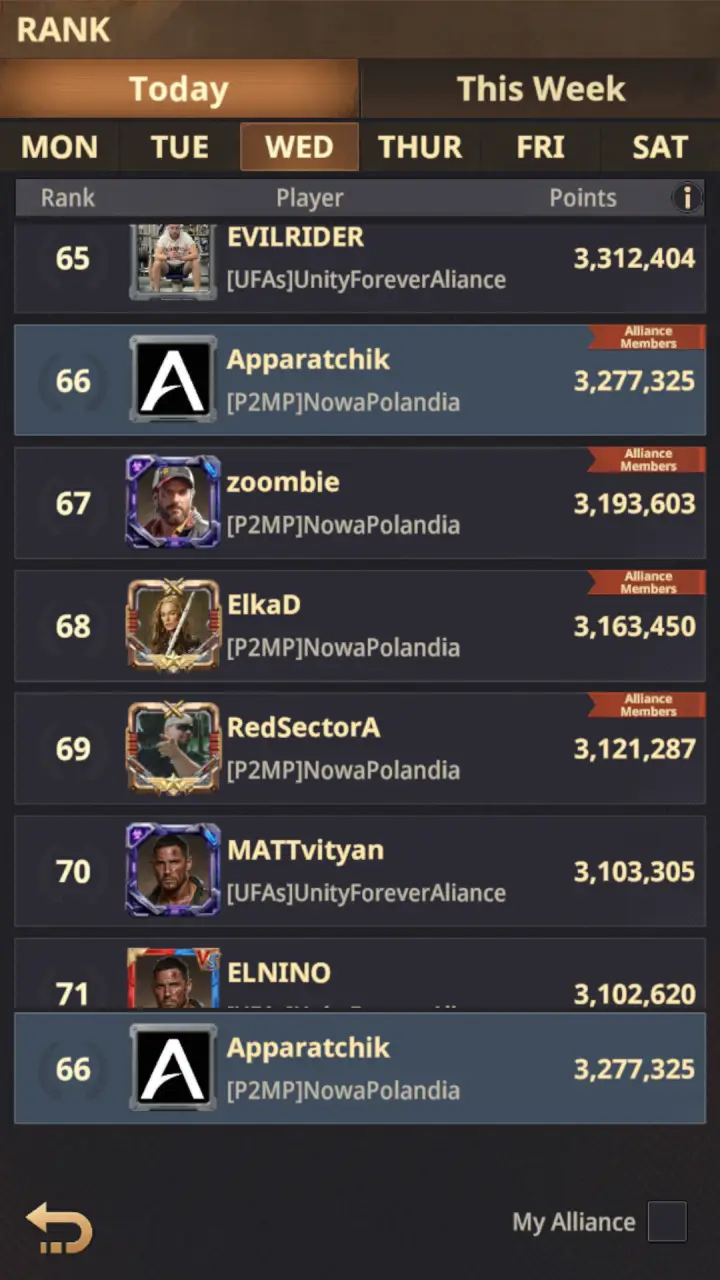 RANK
Today This Week
MON TUE WED THUR FRI SAT
Rank Player Points i
65 EVILRIDER 3,312,404
[UFAs]UnityForeverAliance
Alliance
Members
66 Apparatchik 3,277,325
[P2MP]NowaPolandia
Alliance
Members
67 zoombie 3,193,603
[P2MP]NowaPolandia
Alliance
Members
68 ElkaD 3,163,450
[P2MP]NowaPolandia
Alliance
Members
69 RedSectorA 3,121,287
[P2MP]NowaPolandia
70 MATTvityan 3,103,305
[UFAs]UnityForeverAliance
71 ELNINO 3,102,620
66 Apparatchik 3,277,325
[P2MP]NowaPolandia
My Alliance